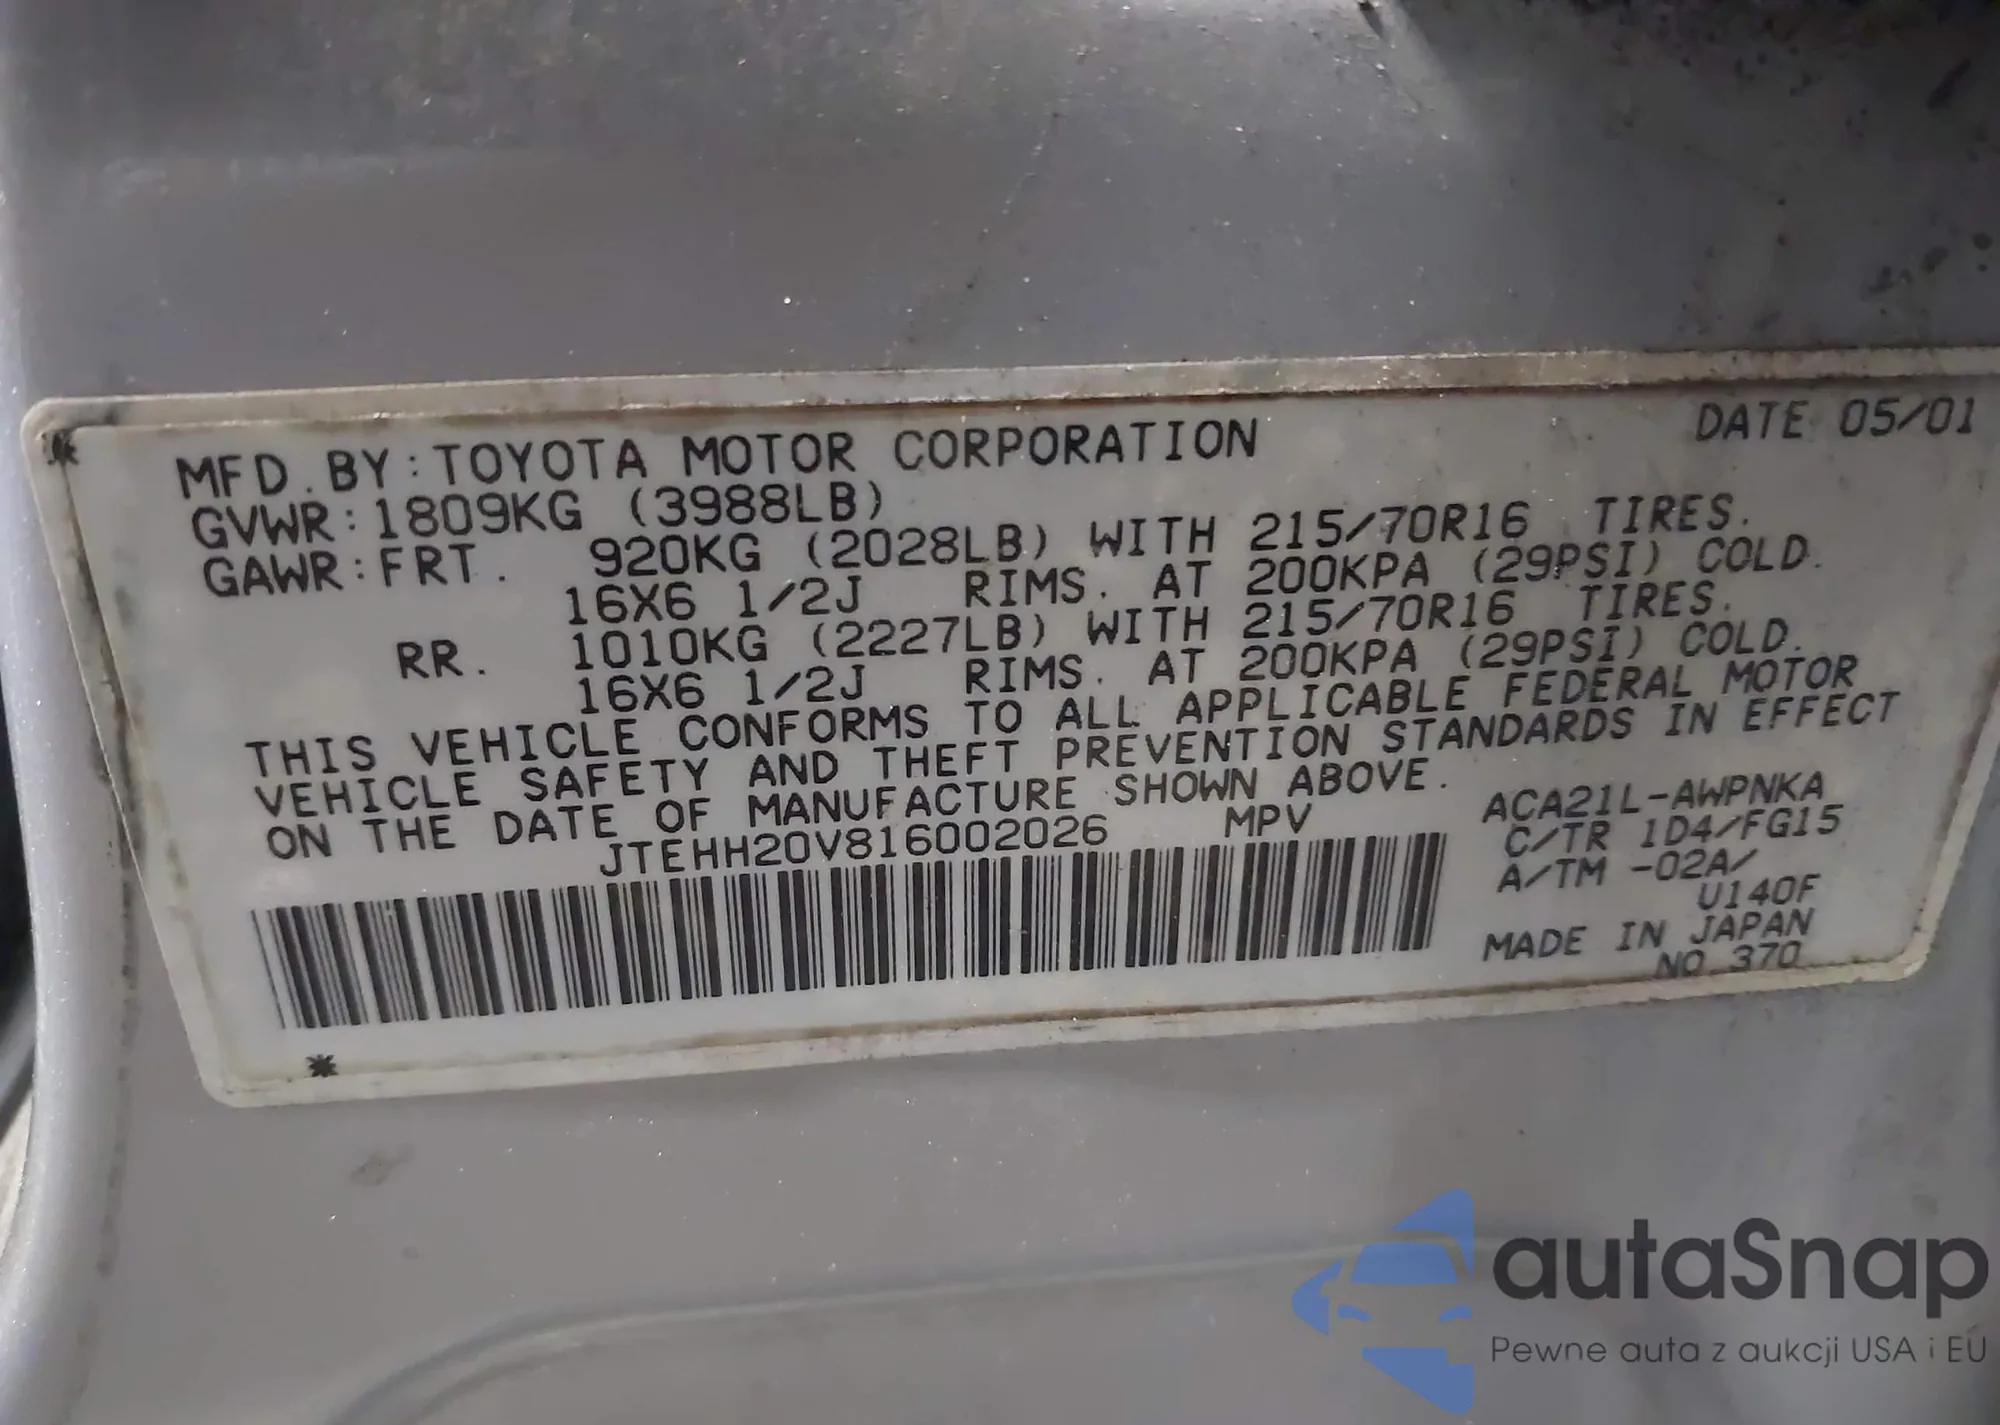 DATE 05/01
MFD.BY:TOYOTA MOTOR CORPORATION
GVWR:1809KG (3988LB)
GAWR:FRT. 920KG (2028LB) WITH 215/70R16 TIRES.
16X6 1/2J RIMS. AT 200KPA (29PSI) COLD.
RR. 1010KG (2227LB) WITH 215/70R16 TIRES.
16X6 1/2J RIMS. AT 200KPA (29PSI) COLD.
THIS VEHICLE CONFORMS TO ALL APPLICABLE FEDERAL MOTOR
VEHICLE SAFETY AND THEFT PREVENTION STANDARDS IN EFFECT
ON THE DATE OF MANUFACTURE SHOWN ABOVE.
JTEHH20V816002026 MPV
ACA21L-AWPNKA
C/TR 1D4/FG15
A/TM -02A/
U140F
MADE IN JAPAN
NO.370
autaSnap
Pewne auta z aukcji USA i EU